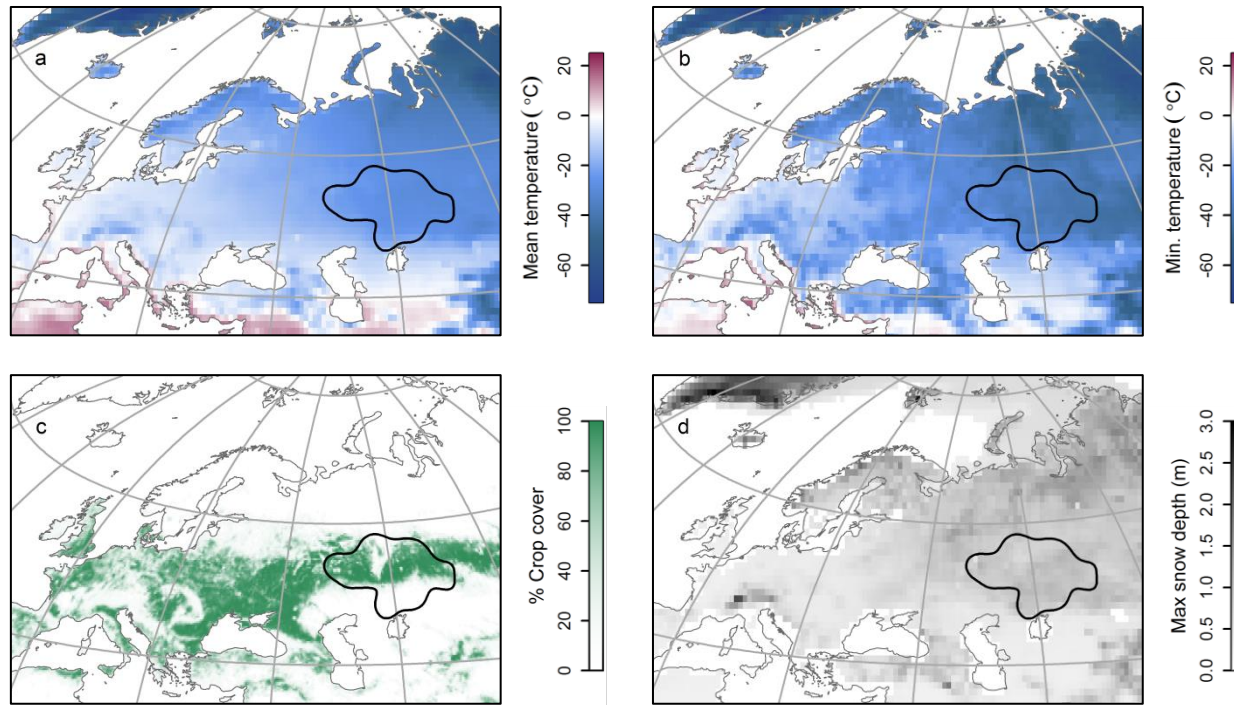 a
20
0
-20
-40
-60
Mean temperature ( °C)
b
20
0
-20
-40
-60
Min. temperature ( °C)
c
100
80
60
40
20
0
% Crop cover
d
3.0
2.5
2.0
1.5
1.0
0.5
0.0
Max snow depth (m)